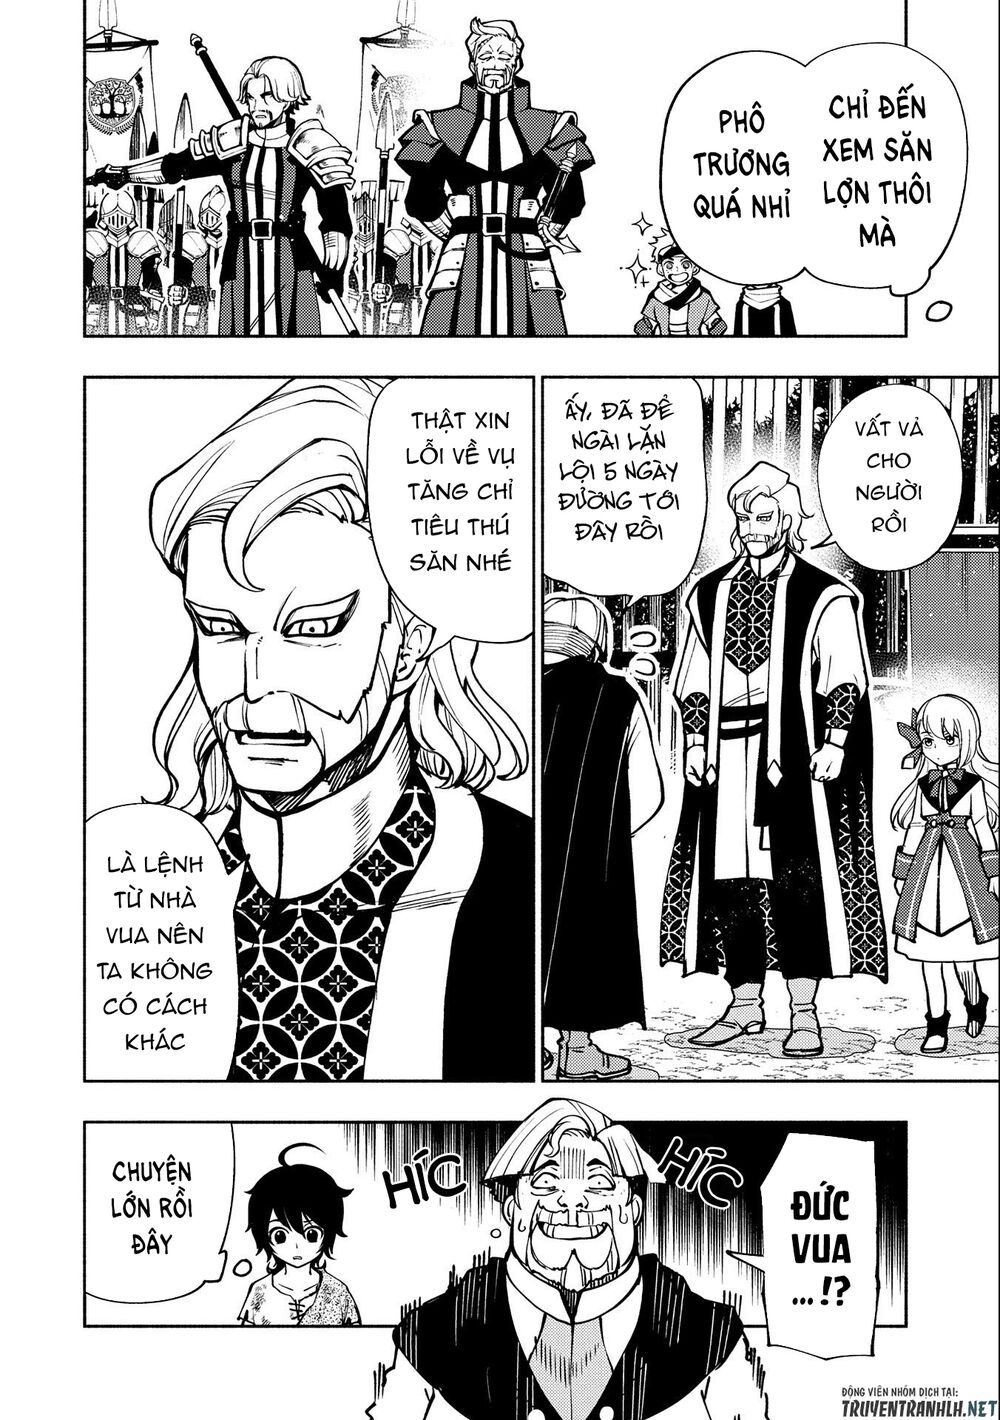 CHỈ ĐẾN
XEM SĂN
LỢN THÔI
MÀ
PHÔ
TRƯƠNG
QUÁ NHỈ
VẤT VẢ
CHO
NGƯỜI
RỒI
ẤY, ĐÃ ĐỂ
NGÀI LẶN
LỘI 5 NGÀY
ĐƯỜNG TỚI
ĐÂY RỒI
THẬT XIN
LỖI VỀ VỤ
TĂNG CHỈ
TIÊU THÚ
SĂN NHÉ
LÀ LỆNH
TỪ NHÀ
VUA NÊN
TA KHÔNG
CÓ CÁCH
KHÁC
ĐỨC
VUA
...!?
HÍC
HÍC
CHUYỆN
LỚN RỒI
ĐÂY
ĐỘNG VIÊN NHÓM DỊCH TẠI:
TRUYENTRANHLH.NET